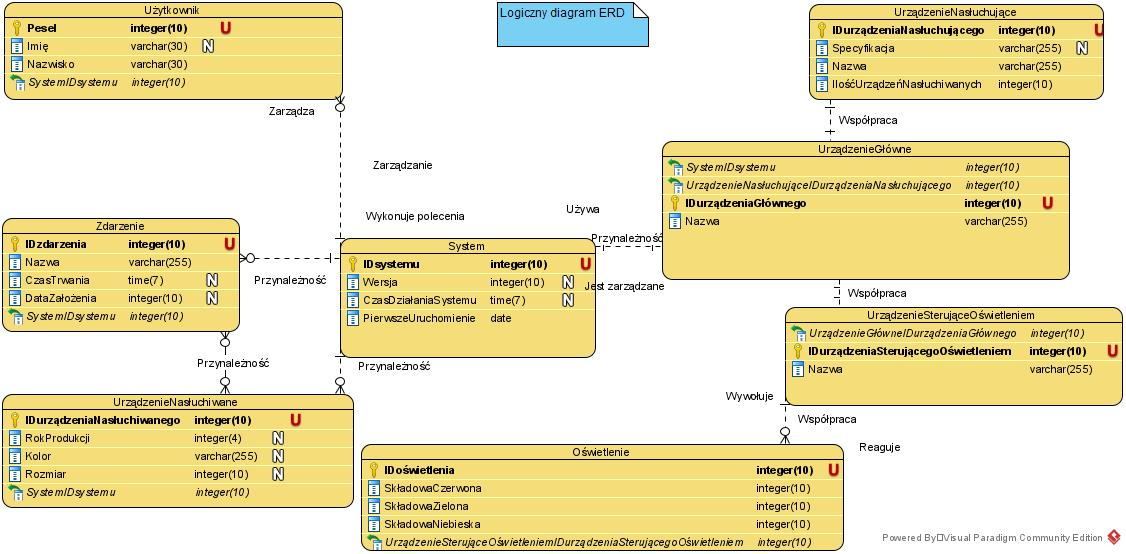 Użytkownik
Pesel integer(10) U
Imię varchar(30) N
Nazwisko varchar(30)
SystemIDsystemu integer(10)
Logiczny diagram ERD
UrządzenieNasłuchujące
IDurządzeniaNasłuchującego integer(10) U
Specyfikacja varchar(255) N
Nazwa varchar(255)
IlośćUrządzeńNasłuchiwanych integer(10)
Zarządza
Współpraca
Zarządzanie
UrządzenieGłówne
SystemIDsystemu integer(10)
UrządzenieNasłuchująceIDurządzeniaNasłuchującego integer(10)
IDurządzeniaGłównego integer(10) U
Nazwa varchar(255)
Wykonuje polecenia
Używa
Przynależność
Zdarzenie
IDzdarzenia integer(10) U
Nazwa varchar(255)
CzasTrwania time(7) N
DataZałożenia integer(10) N
SystemIDsystemu integer(10)
Przynależność
System
IDsystemu integer(10) U
Wersja integer(10) N
CzasDziałaniaSystemu time(7) N
PierwszeUruchomienie date
Jest zarządzane
Współpraca
UrządzenieSterująceOświetleniem
UrządzenieGłówneIDurządzeniaGłównego integer(10)
IDurządzeniaSterującegoOświetleniem integer(10) U
Nazwa varchar(255)
Przynależność
Przynależność
UrządzenieNasłuchiwane
IDurządzeniaNasłuchiwanego integer(10) U
RokProdukcji integer(4) N
Kolor varchar(255) N
Rozmiar integer(10) N
SystemIDsystemu integer(10)
Wywołuje
Współpraca
Reaguje
Oświetlenie
IDoświetlenia integer(10) U
SkładowaCzerwona integer(10)
SkładowaZielona integer(10)
SkładowaNiebieska integer(10)
UrządzenieSterująceOświetleniemIDurządzeniaSterującegoOświetleniem integer(10)
Powered By Visual Paradigm Community Edition